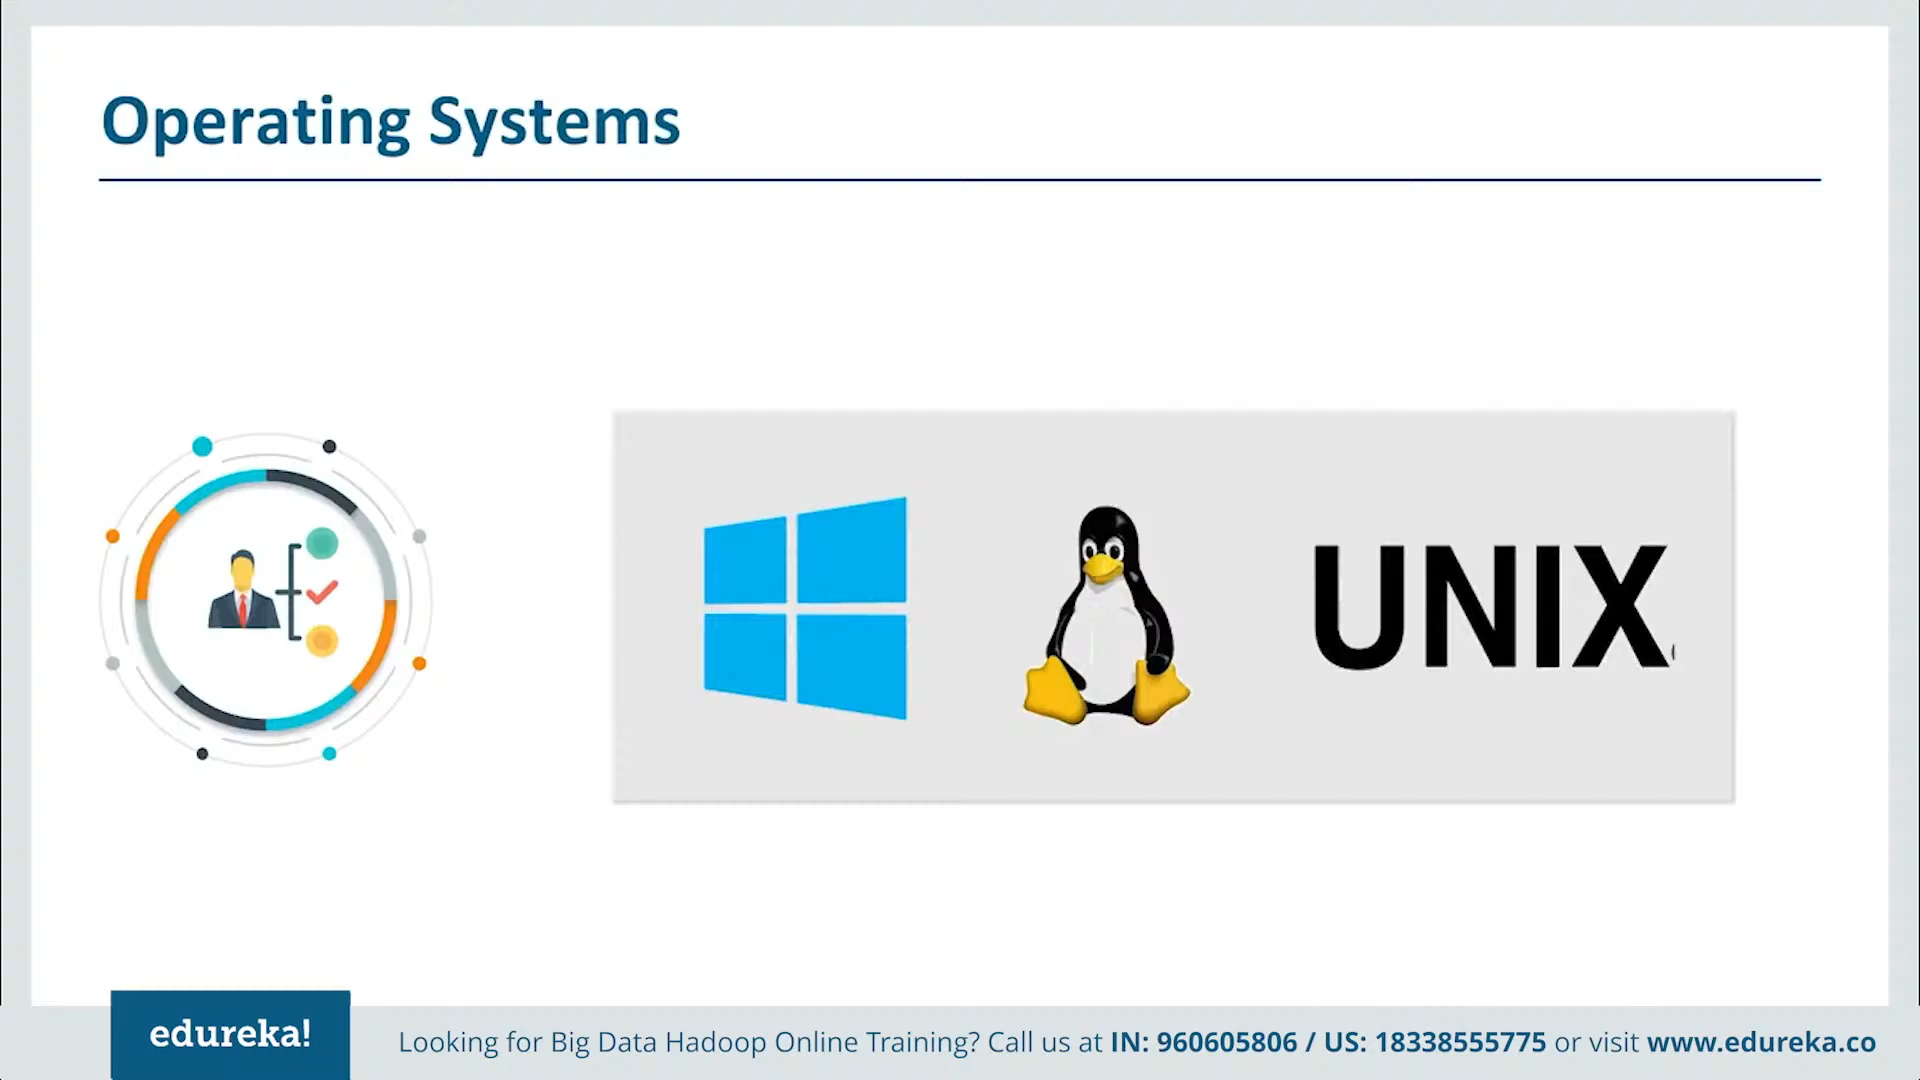 Operating Systems
UNIX
edureka!
Looking for Big Data Hadoop Online Training? Call us at IN: 960605806 / US: 18338555775 or visit www.edureka.co